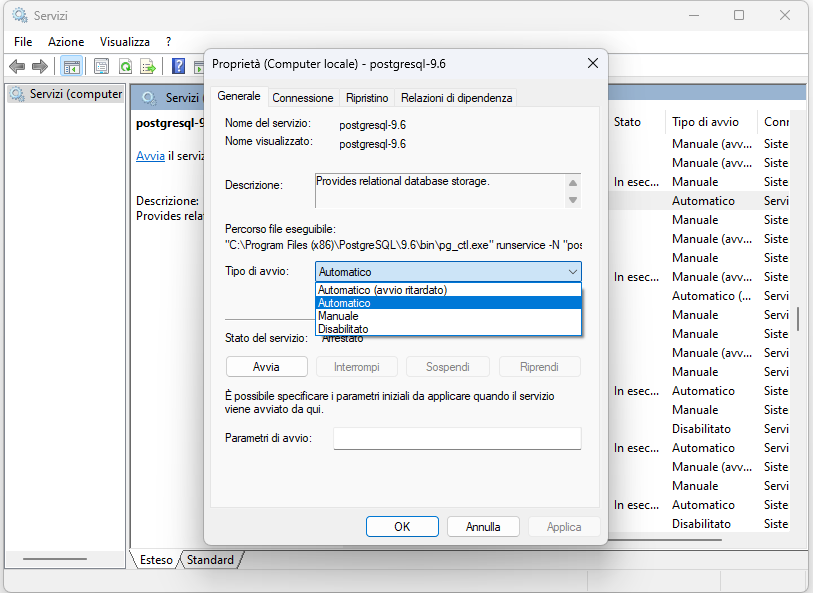 Servizi
File Azione Visualizza ?
Servizi (computer
Servizi
postgresql-9
Avvia il serviz
Descrizione:
Provides rela
Proprietà (Computer locale) - postgresql-9.6
Generale Connessione Ripristino Relazioni di dipendenza
Nome del servizio: postgresql-9.6
Nome visualizzato: postgresql-9.6
Descrizione: Provides relational database storage.
Percorso file eseguibile:
"C:\Program Files (x86)\PostgreSQL\9.6\bin\pg_ctl.exe" runservice -N "pos
Tipo di avvio: Automatico
Automatico (avvio ritardato)
Automatico
Manuale
Disabilitato
Stato del servizio: Arrestato
Avvia Interrompi Sospendi Riprendi
È possibile specificare i parametri iniziali da applicare quando il servizio
viene avviato da qui.
Parametri di avvio:
OK Annulla Applica
Stato Tipo di avvio Conn
Manuale (avv... Siste
Manuale (avv... Siste
In esec... Manuale Siste
Automatico Servi
Manuale Siste
Manuale (avv... Siste
In esec... Manuale (avv... Siste
Automatico (... Servi
Manuale Siste
Manuale Siste
Manuale (avv... Siste
Manuale Siste
In esec... Automatico Siste
Manuale Siste
Disabilitato Servi
In esec... Automatico Servi
Manuale (avv... Siste
Manuale Servi
In esec... Automatico Siste
Disabilitato Siste
Esteso Standard